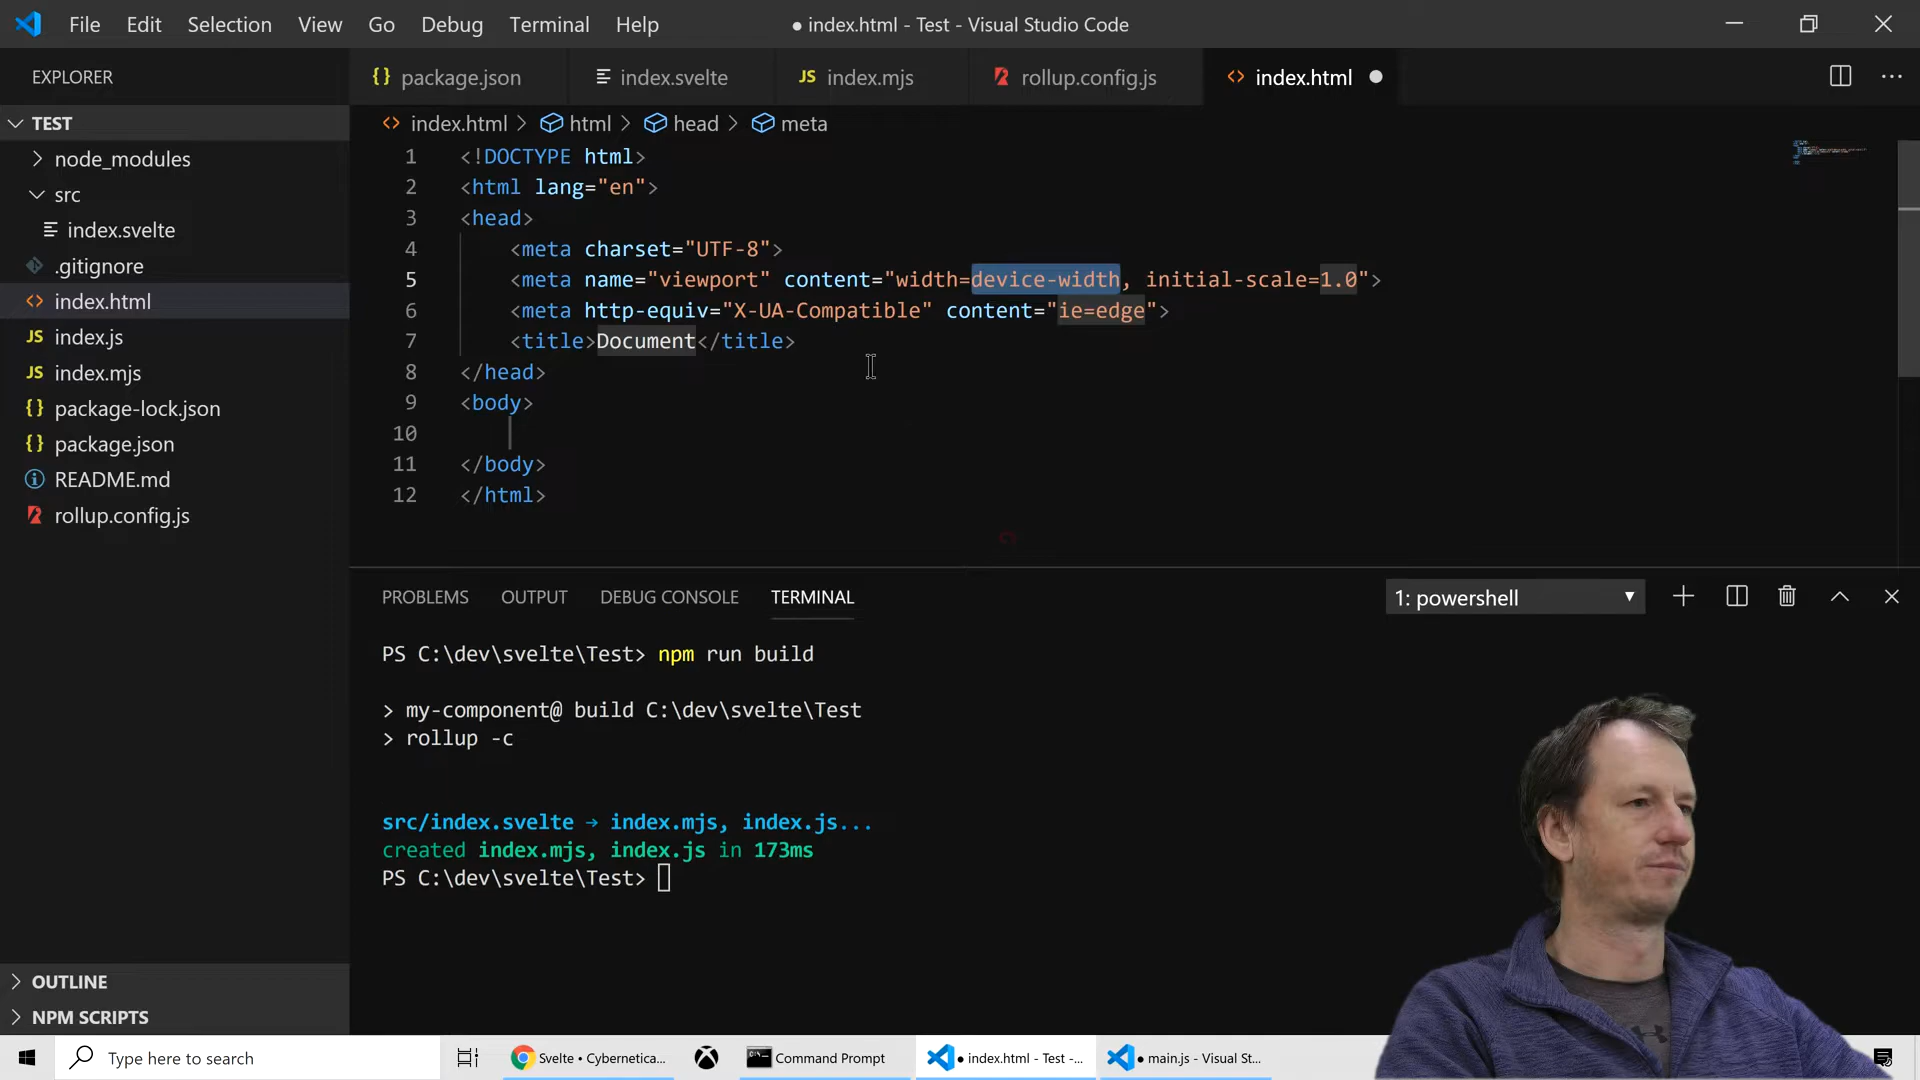 File Edit Selection View Go Debug Terminal Help
● index.html - Test - Visual Studio Code
EXPLORER
TEST
node_modules
src
index.svelte
.gitignore
index.html
JS index.js
JS index.mjs
{} package-lock.json
{} package.json
README.md
rollup.config.js
OUTLINE
NPM SCRIPTS
{} package.json
index.svelte
JS index.mjs
rollup.config.js
<> index.html ●
<> index.html > html > head > meta
1 <!DOCTYPE html>
2 <html lang="en">
3 <head>
4 <meta charset="UTF-8">
5 <meta name="viewport" content="width=device-width, initial-scale=1.0">
6 <meta http-equiv="X-UA-Compatible" content="ie=edge">
7 <title>Document</title>
8 </head>
9 <body>
10
11 </body>
12 </html>
PROBLEMS OUTPUT DEBUG CONSOLE TERMINAL
1: powershell
PS C:\dev\svelte\Test> npm run build
> my-component@ build C:\dev\svelte\Test
> rollup -c
src/index.svelte → index.mjs, index.js...
created index.mjs, index.js in 173ms
PS C:\dev\svelte\Test>
Type here to search
Svelte • Cybernetica...
Command Prompt
● index.html - Test -...
● main.js - Visual St...